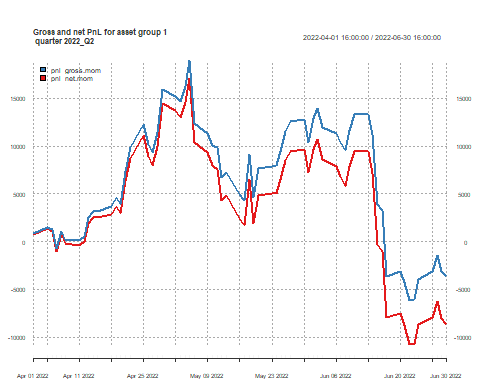 Gross and net PnL for asset group 1
quarter 2022_Q2
2022-04-01 16:00:00 / 2022-06-30 16:00:00
pnl_gross.mom
pnl_net.mom
15000 15000
10000 10000
5000 5000
0 0
-5000 -5000
-10000 -10000
Apr 01 2022 Apr 11 2022 Apr 25 2022 May 09 2022 May 23 2022 Jun 06 2022 Jun 20 2022 Jun 30 2022